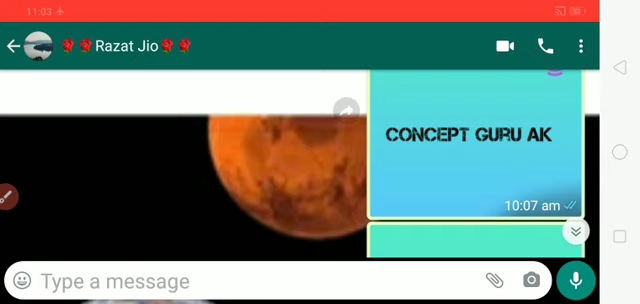 11:03
🌹🌹Razat Jio🌹🌹
CONCEPT GURU AK
10:07 am
Type a message